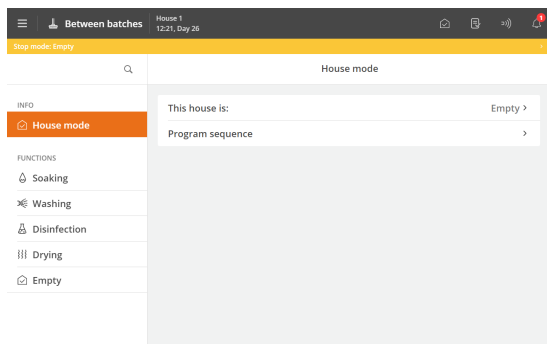 Between batches
House 1
12:21, Day 26
1
Stop mode: Empty
House mode
INFO
House mode
FUNCTIONS
Soaking
Washing
Disinfection
Drying
Empty
This house is: Empty
Program sequence